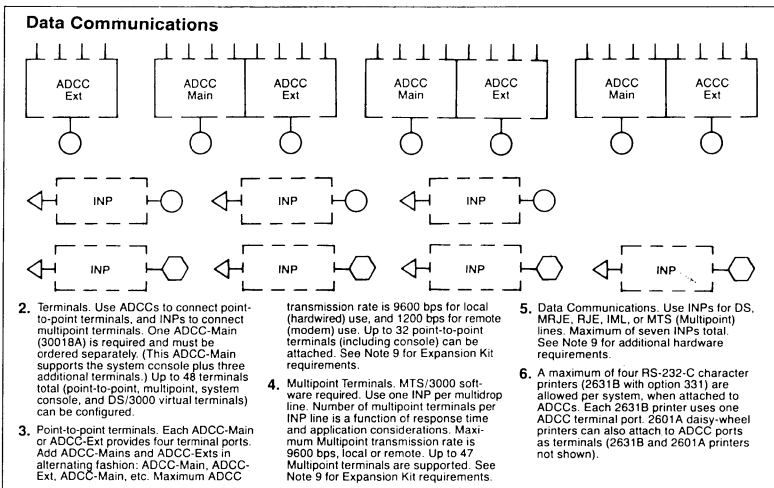 Data Communications
ADCC
Ext
ADCC
Main
ADCC
Ext
ADCC
Main
ADCC
Ext
ADCC
Main
ACCC
Ext
INP
INP
INP
INP
INP
INP
INP
2. Terminals. Use ADCCs to connect point-
to-point terminals, and INPs to connect
multipoint terminals. One ADCC-Main
(30018A) is required and must be
ordered separately. (This ADCC-Main
supports the system console plus three
additional terminals.) Up to 48 terminals
total (point-to-point, multipoint, system
console, and DS/3000 virtual terminals)
can be configured.
3. Point-to-point terminals. Each ADCC-Main
or ADCC-Ext provides four terminal ports.
Add ADCC-Mains and ADCC-Exts in
alternating fashion: ADCC-Main, ADCC-
Ext, ADCC-Main, etc. Maximum ADCC
transmission rate is 9600 bps for local
(hardwired) use, and 1200 bps for remote
(modem) use. Up to 32 point-to-point
terminals (including console) can be
attached. See Note 9 for Expansion Kit
requirements.
4. Multipoint Terminals. MTS/3000 soft-
ware required. Use one INP per multidrop
line. Number of multipoint terminals per
INP line is a function of response time
and application considerations. Maxi-
mum Multipoint transmission rate is
9600 bps, local or remote. Up to 47
Multipoint terminals are supported. See
Note 9 for Expansion Kit requirements.
5. Data Communications. Use INPs for DS,
MRJE, RJE, IML, or MTS (Multipoint)
lines. Maximum of seven INPs total.
See Note 9 for additional hardware
requirements.
6. A maximum of four RS-232-C character
printers (2631B with option 331) are
allowed per system, when attached to
ADCCs. Each 2631B printer uses one
ADCC terminal port. 2601A daisy-wheel
printers can also attach to ADCC ports
as terminals (2631B and 2601A printers
not shown).